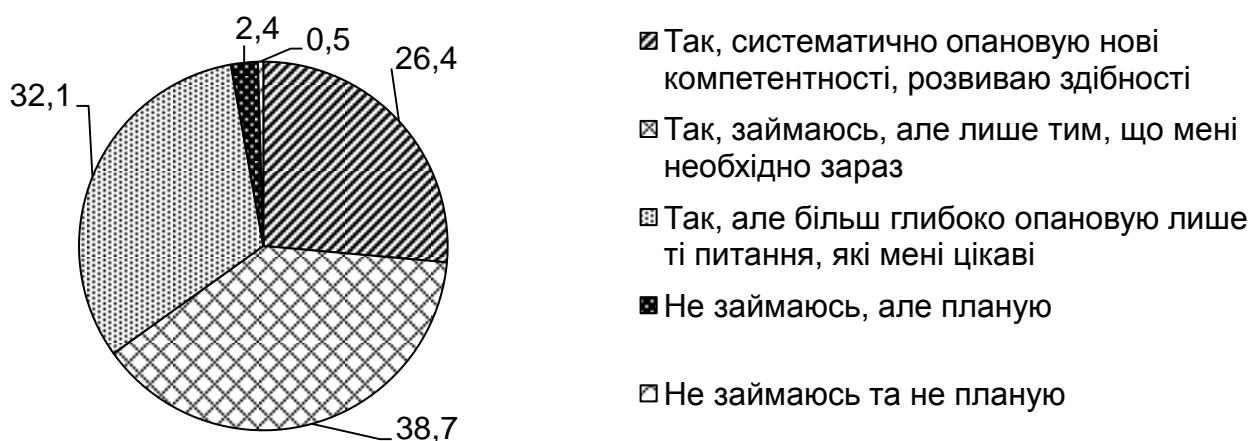 2,4
0,5
26,4
32,1
38,7
Так, систематично опановую нові
компетентності, розвиваю здібності
Так, займаюсь, але лише тим, що мені
необхідно зараз
Так, але більш глибоко опановую лише
ті питання, які мені цікаві
Не займаюсь, але планую
Не займаюсь та не планую